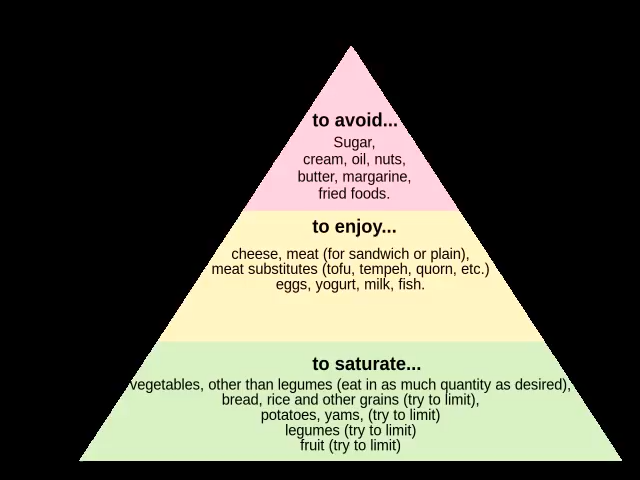 to avoid...
Sugar,
cream, oil, nuts,
butter, margarine,
fried foods.
to enjoy...
cheese, meat (for sandwich or plain),
meat substitutes (tofu, tempeh, quorn, etc.)
eggs, yogurt, milk, fish.
to saturate...
vegetables, other than legumes (eat in as much quantity as desired),
bread, rice and other grains (try to limit),
potatoes, yams, (try to limit)
legumes (try to limit)
fruit (try to limit)